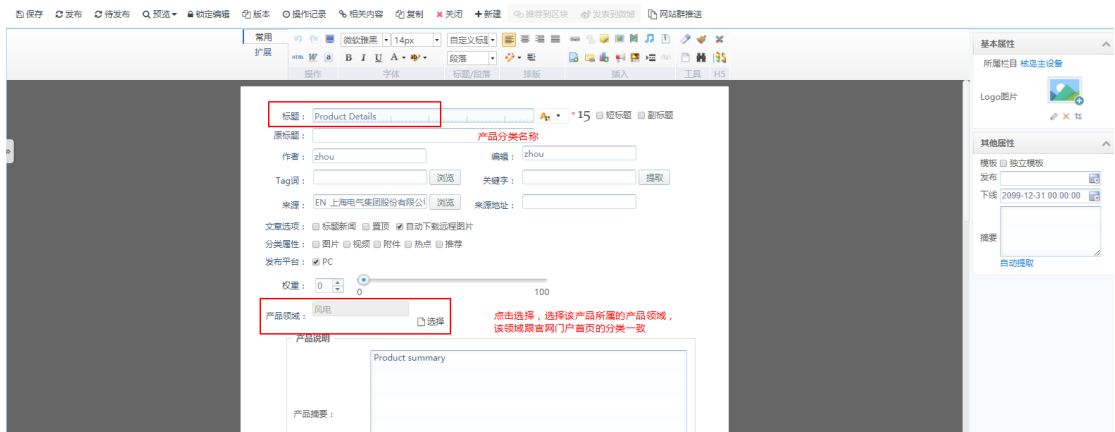 保存 发布 待发布 预览 锁定编辑 版本 操作记录 相关内容 复制 关闭 新建 推荐到区块 发表到微博 网站群推送
常用 微软雅黑 14px 自定义标题
扩展 HTML W a B I U A 段落
操作 字体 标题/段落 排版 插入 工具 H5
标题： Product Details * 15 短标题 副标题
原标题： 产品分类名称
作者： zhou 编辑： zhou
Tag词： 浏览 关键字： 提取
来源： EN 上海电气集团股份有限公 浏览 来源地址：
文章选项： 标题新闻 置顶 自动下载远程图片
分类属性： 图片 视频 附件 热点 推荐
发布平台： PC
权重： 0 0 100
产品领域： 风电 选择
点击选择，选择该产品所属的产品领域，
该领域跟官网门户首页的分类一致
产品说明
产品摘要： Product summary
基本属性
所属栏目 核岛主设备
Logo图片
其他属性
模板 独立模板
发布
下线 2099-12-31 00:00:00
摘要
自动提取